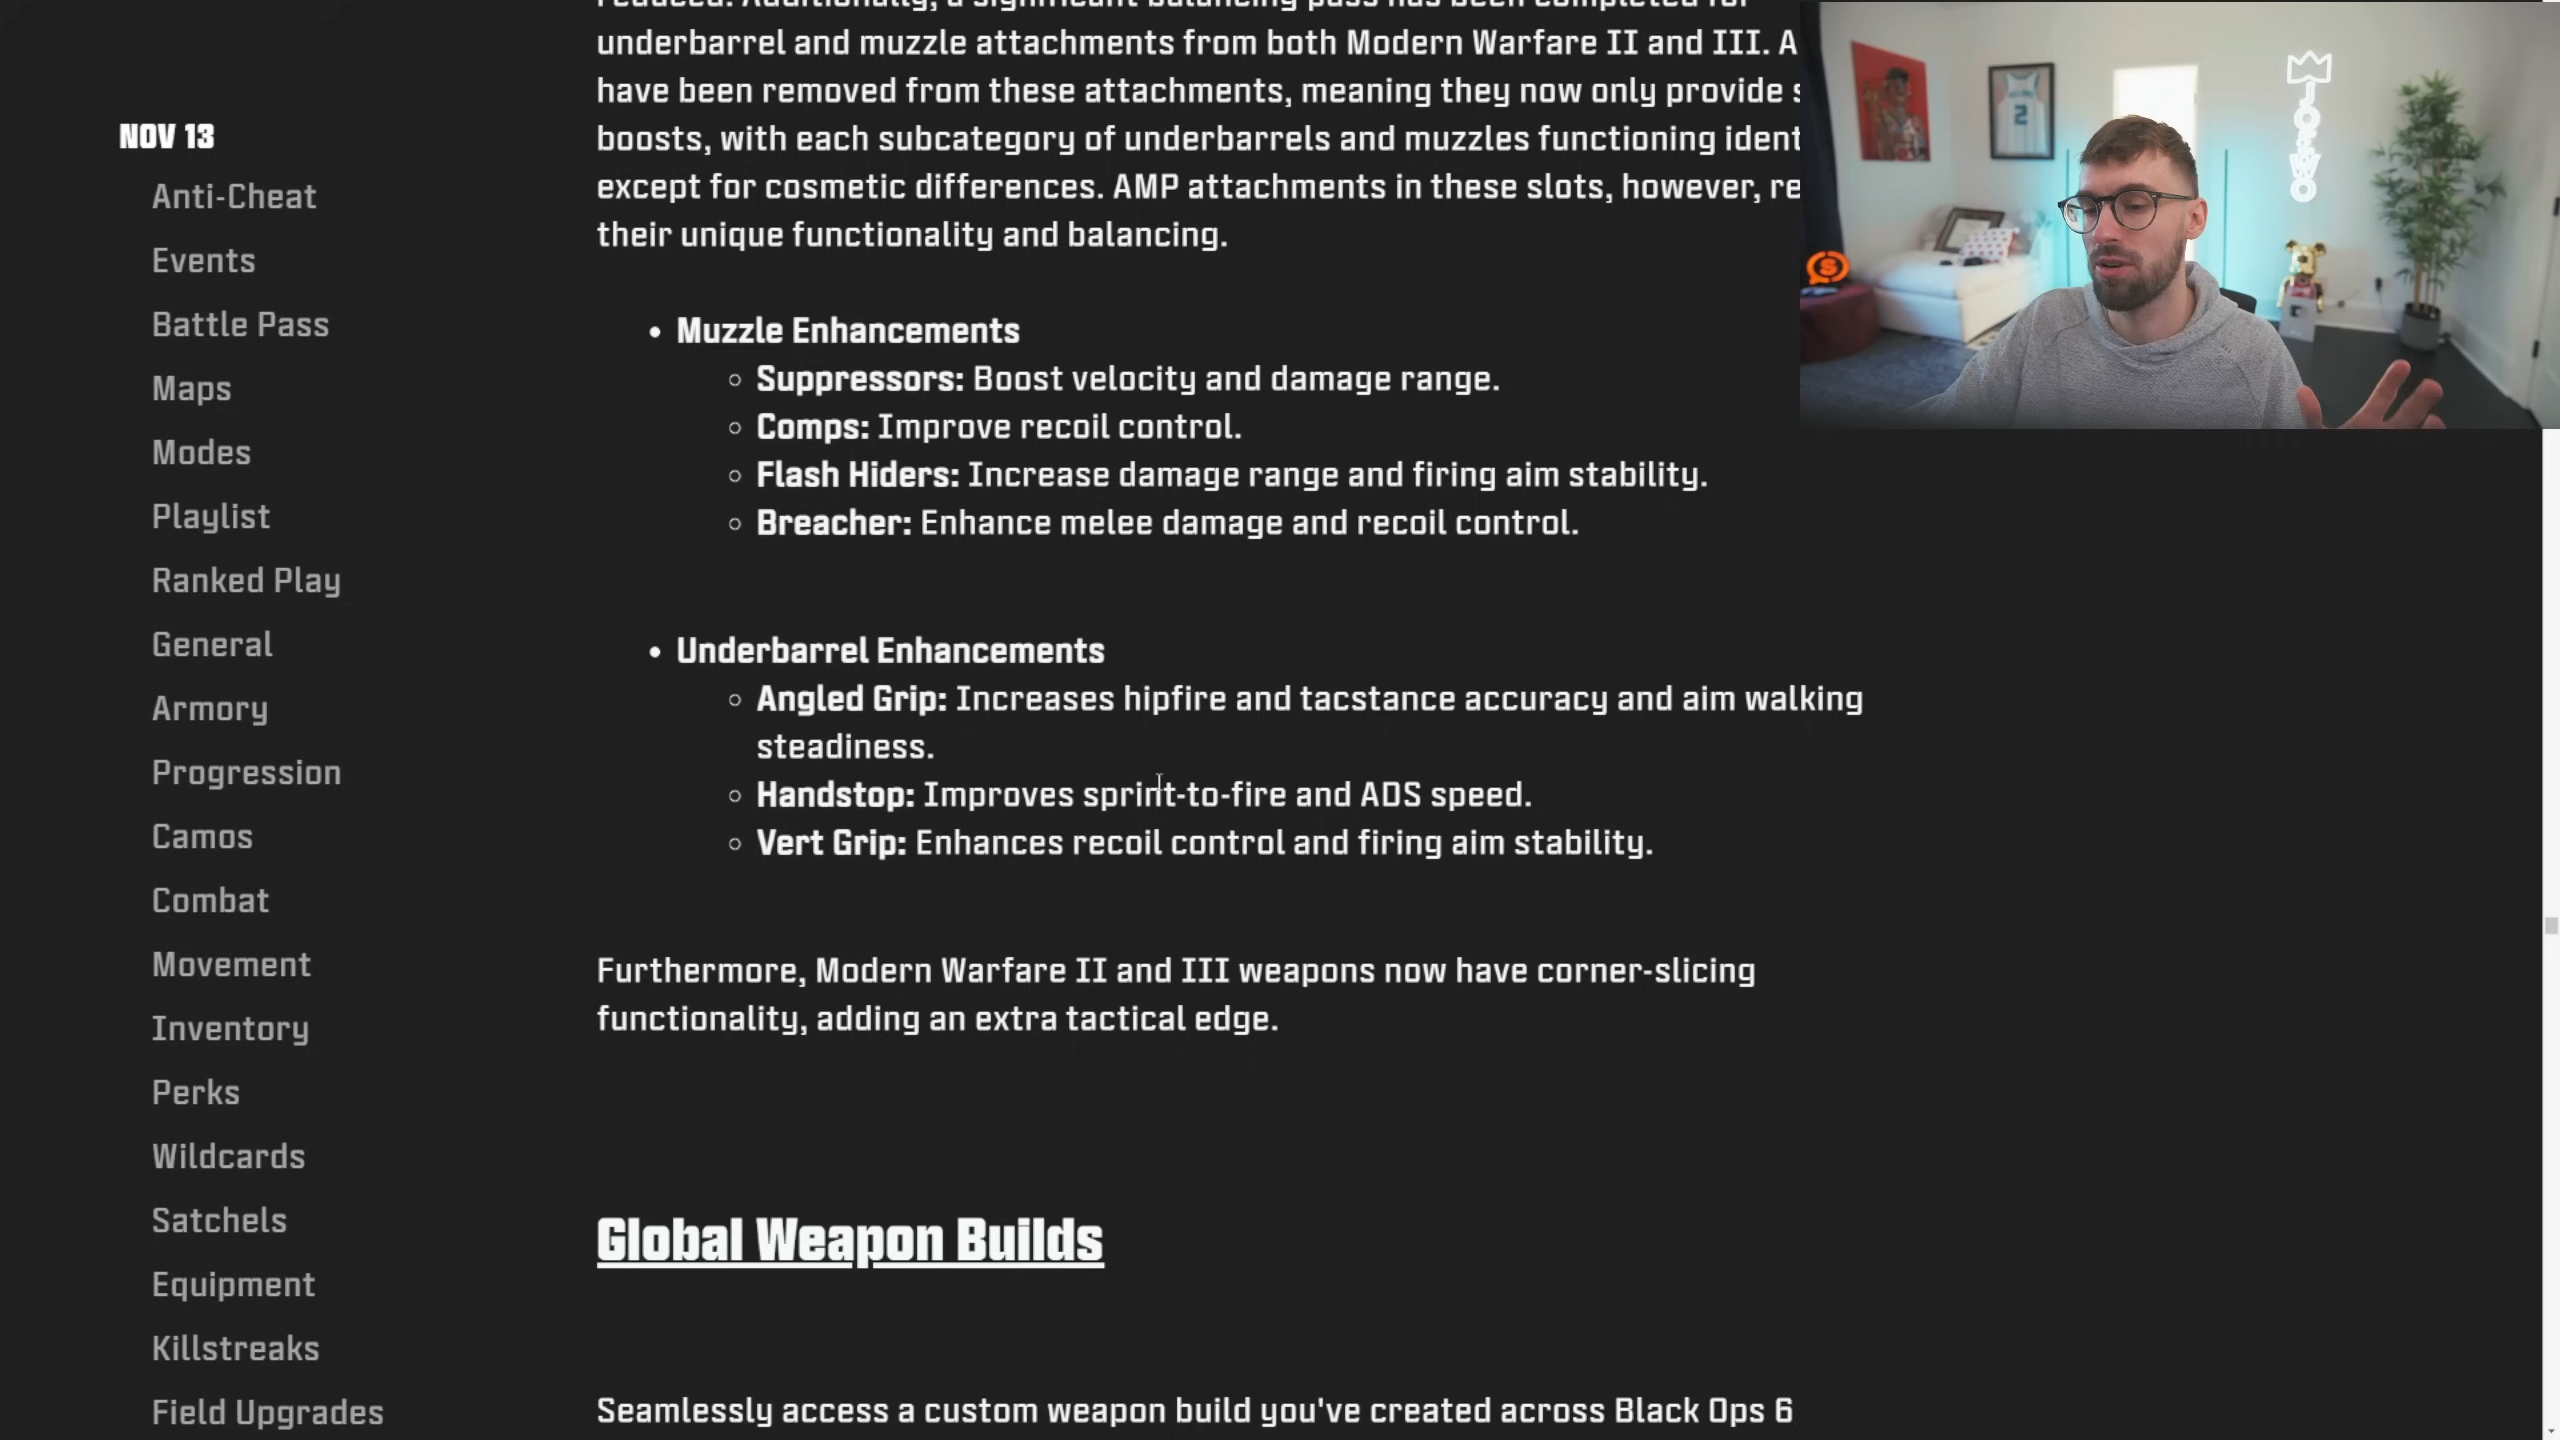 underbarrel and muzzle attachments from both Modern Warfare II and III. A
have been removed from these attachments, meaning they now only provide s
boosts, with each subcategory of underbarrels and muzzles functioning ident
except for cosmetic differences. AMP attachments in these slots, however, re
their unique functionality and balancing.
NOV 13
Anti-Cheat
Events
Battle Pass
Maps
Modes
Playlist
Ranked Play
General
Armory
Progression
Camos
Combat
Movement
Inventory
Perks
Wildcards
Satchels
Equipment
Killstreaks
Field Upgrades
• Muzzle Enhancements
Suppressors: Boost velocity and damage range.
Comps: Improve recoil control.
Flash Hiders: Increase damage range and firing aim stability.
Breacher: Enhance melee damage and recoil control.
• Underbarrel Enhancements
Angled Grip: Increases hipfire and tacstance accuracy and aim walking
steadiness.
Handstop: Improves sprint-to-fire and ADS speed.
Vert Grip: Enhances recoil control and firing aim stability.
Furthermore, Modern Warfare II and III weapons now have corner-slicing
functionality, adding an extra tactical edge.
Global Weapon Builds
Seamlessly access a custom weapon build you've created across Black Ops 6
2